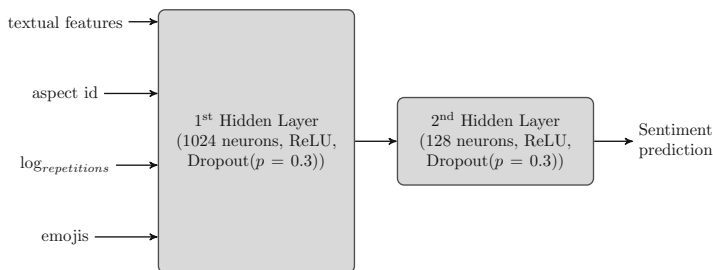 textual features
aspect id
log_repetitions
emojis
1st Hidden Layer
(1024 neurons, ReLU,
Dropout(p = 0.3))
2nd Hidden Layer
(128 neurons, ReLU,
Dropout(p = 0.3))
Sentiment
prediction